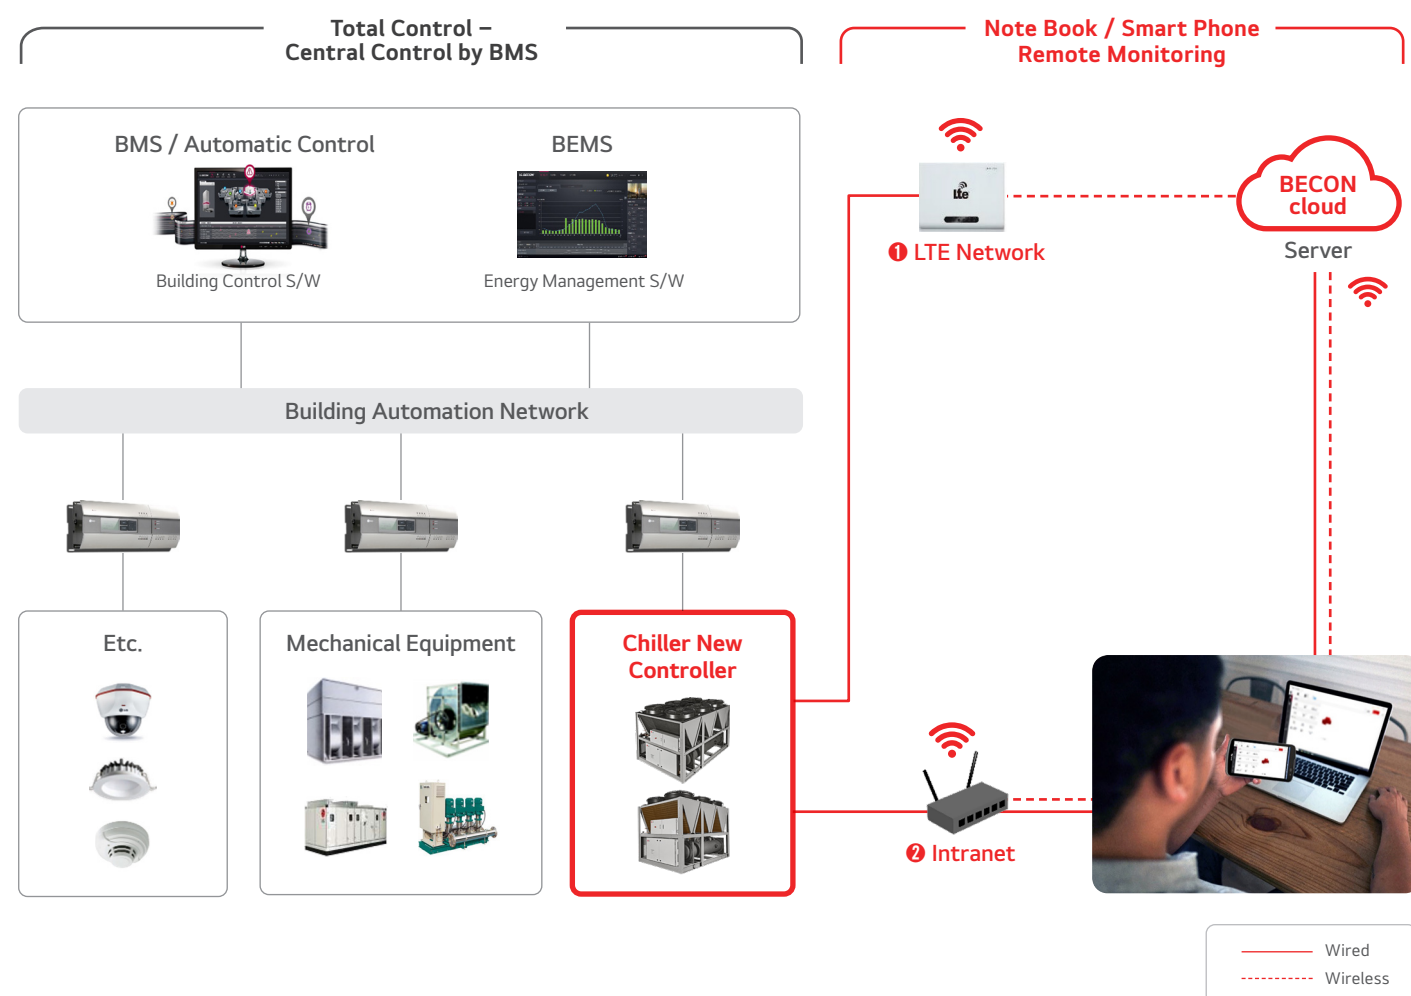 Total Control –
Central Control by BMS
Note Book / Smart Phone
Remote Monitoring
BMS / Automatic Control
BEMS
Building Control S/W
Energy Management S/W
Lte
❶ LTE Network
BECON
cloud
Server
Building Automation Network
Etc.
Mechanical Equipment
Chiller New
Controller
❷ Intranet
Wired
Wireless